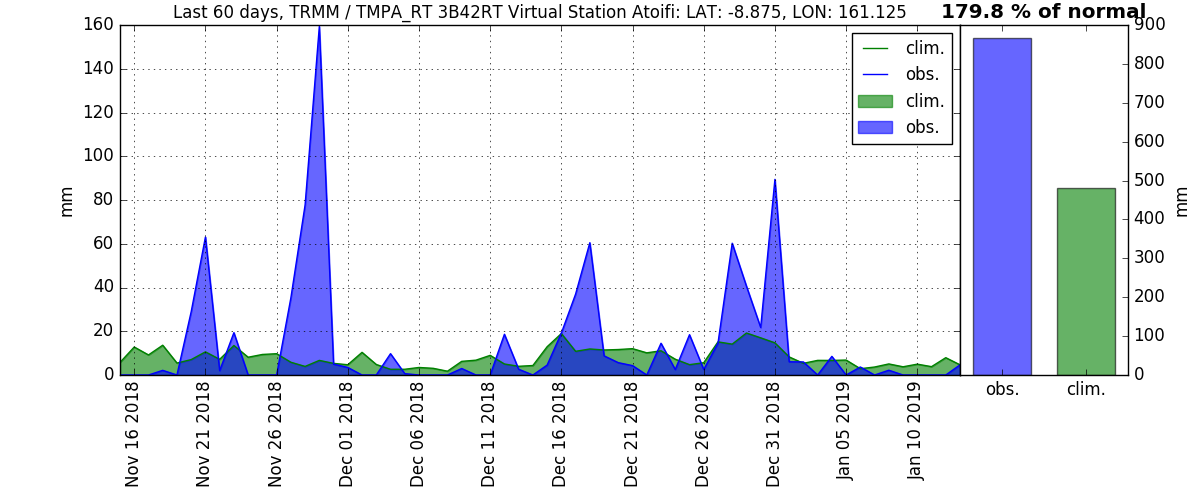 Last 60 days, TRMM / TMPA_RT 3B42RT Virtual Station Atoifi: LAT: -8.875, LON: 161.125
179.8 % of normal
160
140
120
100
80
60
40
20
0
mm
clim.
obs.
clim.
obs.
Nov 16 2018
Nov 21 2018
Nov 26 2018
Dec 01 2018
Dec 06 2018
Dec 11 2018
Dec 16 2018
Dec 21 2018
Dec 26 2018
Dec 31 2018
Jan 05 2019
Jan 10 2019
900
800
700
600
500
400
300
200
100
0
mm
obs.
clim.